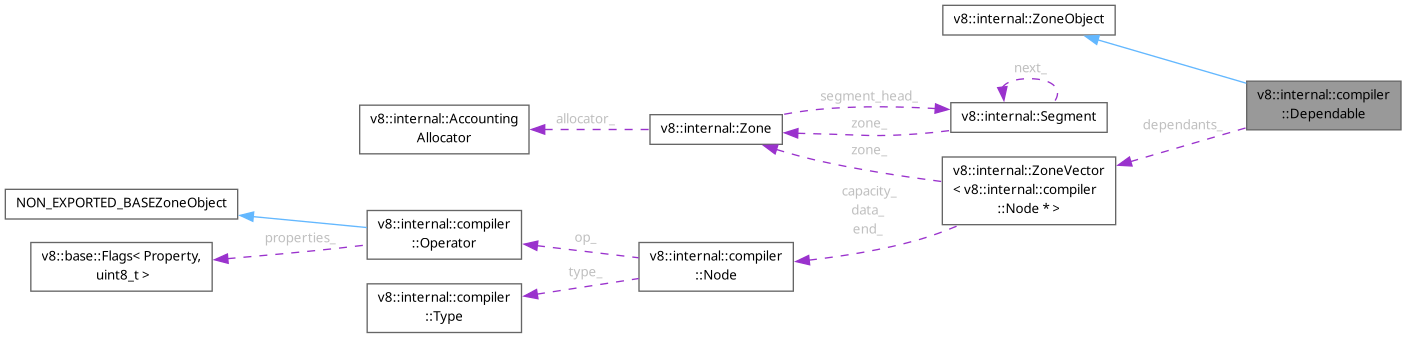 v8::internal::ZoneObject
next_
v8::internal::compiler
::Dependable
segment_head_
v8::internal::Accounting
Allocator
allocator_
v8::internal::Zone
zone_
v8::internal::Segment
dependants_
zone_
v8::internal::ZoneVector
< v8::internal::compiler
::Node * >
capacity_
data_
end_
NON_EXPORTED_BASEZoneObject
v8::internal::compiler
::Operator
properties_
op_
v8::base::Flags< Property,
uint8_t >
v8::internal::compiler
::Node
type_
v8::internal::compiler
::Type